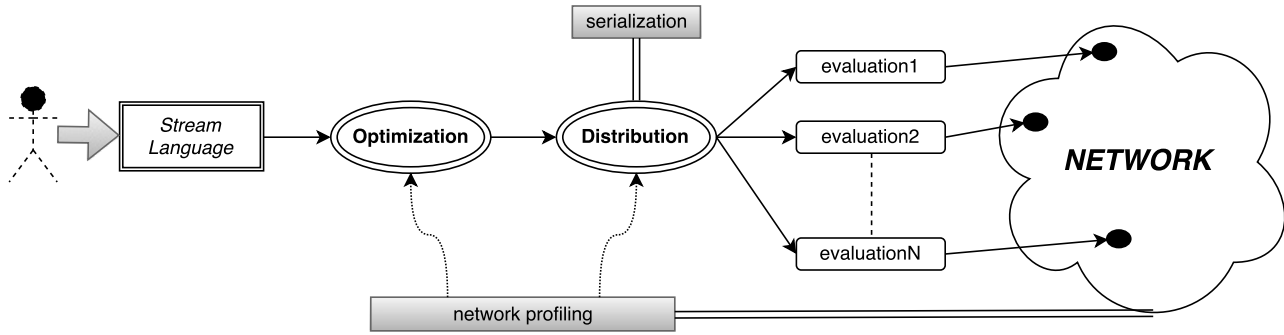 serialization
evaluation1
Stream
Language
Optimization
Distribution
evaluation2
NETWORK
evaluationN
network profiling